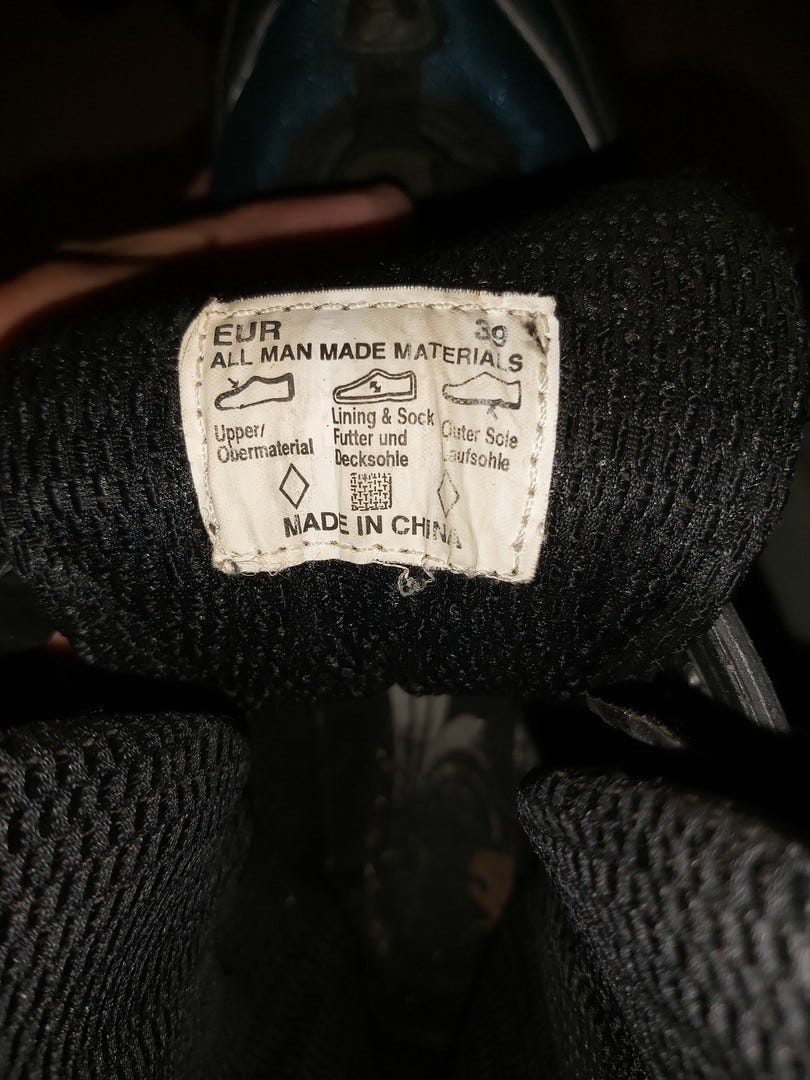 EUR 39
ALL MAN MADE MATERIALS
Upper/
Obermaterial
Lining & Sock
Futter und
Decksohle
Outer Sole
Laufsohle
MADE IN CHINA